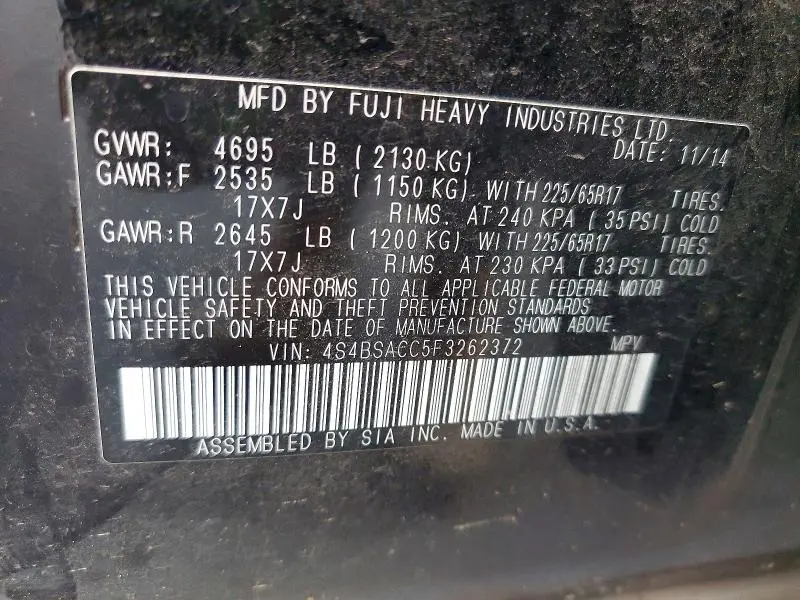 MFD BY FUJI HEAVY INDUSTRIES LTD.
DATE: 11/14
GVWR: 4695 LB (2130 KG)
GAWR:F 2535 LB (1150 KG) WITH 225/65R17 TIRES.
17X7J RIMS. AT 240 KPA (35 PSI) COLD
GAWR:R 2645 LB (1200 KG) WITH 225/65R17 TIRES.
17X7J RIMS. AT 230 KPA (33 PSI) COLD
THIS VEHICLE CONFORMS TO ALL APPLICABLE FEDERAL MOTOR
VEHICLE SAFETY AND THEFT PREVENTION STANDARDS
IN EFFECT ON THE DATE OF MANUFACTURE SHOWN ABOVE.
VIN: 4S4BSACC5F3262372 MPV
ASSEMBLED BY SIA INC. MADE IN U.S.A.